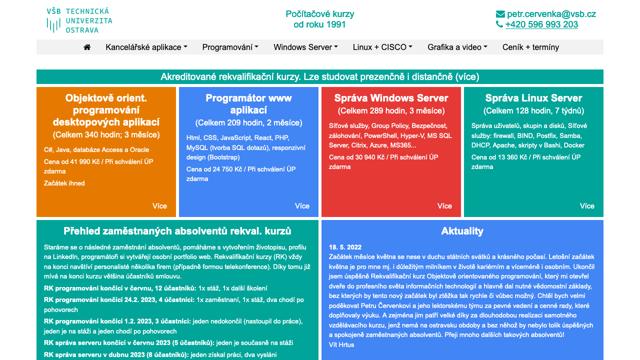 VŠB TECHNICKÁ
UNIVERZITA
OSTRAVA
Počítačové kurzy
od roku 1991
petr.cervenka@vsb.cz
+420 596 993 203
Kancelářské aplikace
Programování
Windows Server
Linux + CISCO
Grafika a video
Ceník + termíny
Akreditované rekvalifikační kurzy. Lze studovat prezenčně i distančně (více)
Objektově orient.
programování
desktopových aplikací
(Celkem 340 hodin; 3 měsíce)
C#, Java, databáze Access a Oracle
Cena od 41 990 Kč / Při schválení ÚP
zdarma
Začátek ihned
Více
Programátor www
aplikací
(Celkem 209 hodin, 2 měsíce)
Html, CSS, JavaScript, React, PHP,
MySQL (tvorba SQL dotazů), responzivní
design (Bootstrap)
Cena od 24 750 Kč / Při schválení ÚP
zdarma
Více
Správa Windows Server
(Celkem 289 hodin, 3 měsíce)
Síťové služby, Group Policy, Bezpečnost,
zálohování, PowerShell, Hyper-V, MS SQL
Server, Citrix, Azure, MS365...
Cena od 30 940 Kč / Při schválení ÚP
zdarma
Více
Správa Linux Server
(Celkem 128 hodin, 7 týdnů)
Správa uživatelů, skupin a disků, Síťové
služby: firewall, BIND, Postfix, Samba,
DHCP, Apache, skripty v Bashi, Docker
Cena od 13 360 Kč / Při schválení ÚP
zdarma
Více
Přehled zaměstnaných absolventů rekval. kurzů
Staráme se o následné zaměstnání absolventů, pomáháme s vytvořením životopisu, profilu
na LinkedIn, programátoři si vytvářejí osobní portfolio web. Rekvalifikační kurzy (RK) vždy
na konci navštíví personalisté několika firem (případně formou telekonference). Díky tomu již
mívá na konci kurzu většina účastníků smlouvu.
RK programování končící v červnu, 12 účastníků: 1x stáž, 1x další školení
RK programování končící 24.2. 2023, 4 účastníci: 1x zaměstnaní, 1x stáž, dva chodí po
pohovorech
RK programování končící 1.2. 2023, 3 účastníci: jeden nedokončil (nastoupil do práce),
jeden je na stáži a jeden chodí po pohovorech
RK správa serverů končící v červnu 2023 (5 účastníků): jeden je současně na stáži
RK správa serverů v dubnu 2023 (8 účastníků): jeden získal práci, dva vyslání
Aktuality
18. 5. 2022
Začátek měsíce května se nese v duchu státních svátků a krásného počasí. Letošní začátek
května je pro mne mj. i důležitým milníkem v životě kariérním a víceméně i osobním. Ukončil
jsem úspěšně Rekvalifikační kurz Objektově orientovaného programování, který mi otevřel
dveře do profesního světa informačních technologií a hlavně dal nutné vědomostní základy,
bez kterých by tento nový začátek byl zřežka tak rychle či vůbec možný. Chtěl bych velmi
poděkovat Petru Červenkovi a jeho lektorskému týmu za pevné vedení a cenné rady, které
doplňovaly výuku. A zejména jim patří velké díky za dlouhodobou realizaci samotného
vzdělávacího kurzu, jenž nemá na ostravsku obdoby a bez něhož by nebylo tolik úspěšných
a spokojených zaměstnaných absolventů. Přeji mnoho dalších takových absolventů!
Vít Hrtus